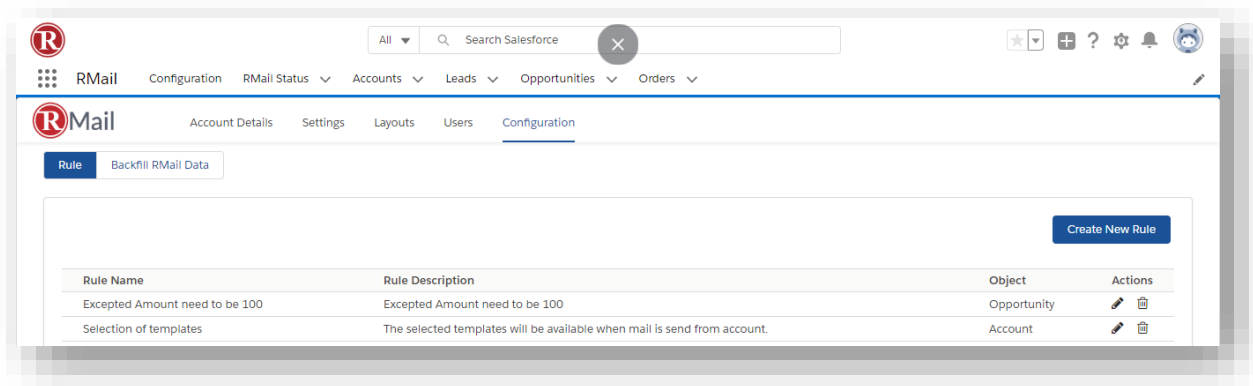 R
All Search Salesforce
RMail Configuration RMail Status Accounts Leads Opportunities Orders
RMail Account Details Settings Layouts Users Configuration
Rule Backfill RMail Data
Create New Rule
Rule Name Rule Description Object Actions
Excepted Amount need to be 100 Excepted Amount need to be 100 Opportunity
Selection of templates The selected templates will be available when mail is send from account. Account